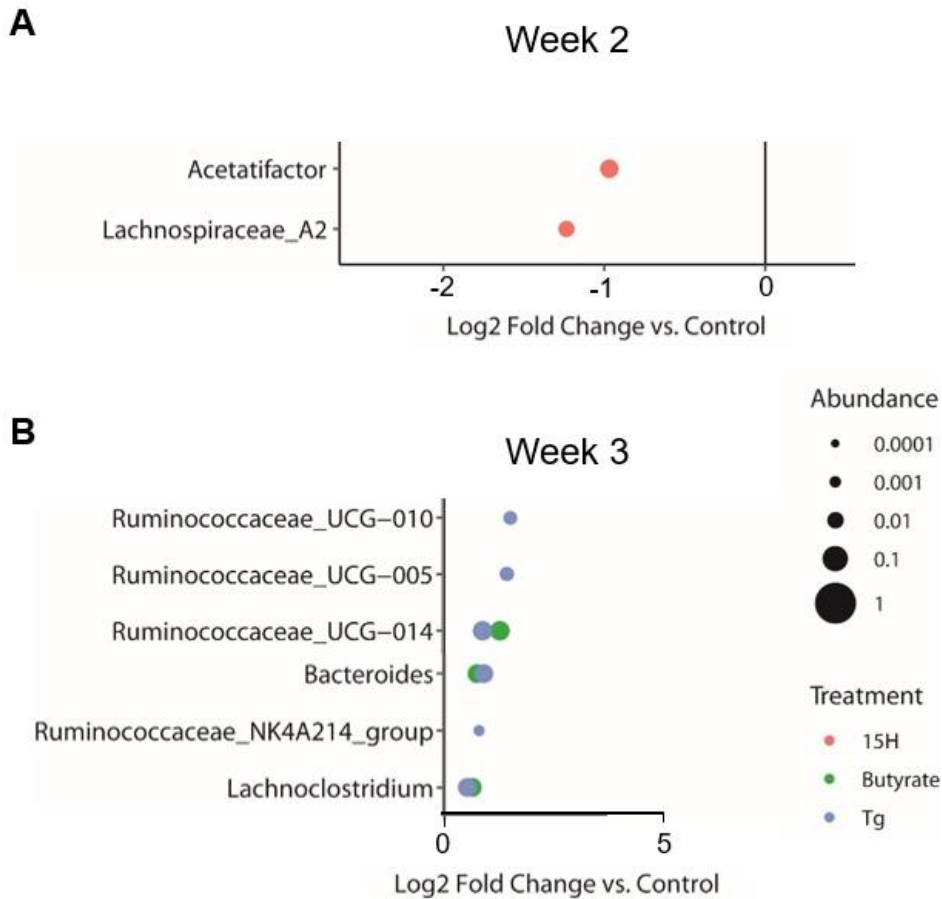 A
Week 2
Acetatifactor
Lachnospiraceae_A2
-2 -1 0
Log2 Fold Change vs. Control
B
Week 3
Ruminococcaceae_UCG−010
Ruminococcaceae_UCG−005
Ruminococcaceae_UCG−014
Bacteroides
Ruminococcaceae_NK4A214_group
Lachnoclostridium
0 5
Log2 Fold Change vs. Control
Abundance
0.0001
0.001
0.01
0.1
1
Treatment
15H
Butyrate
Tg